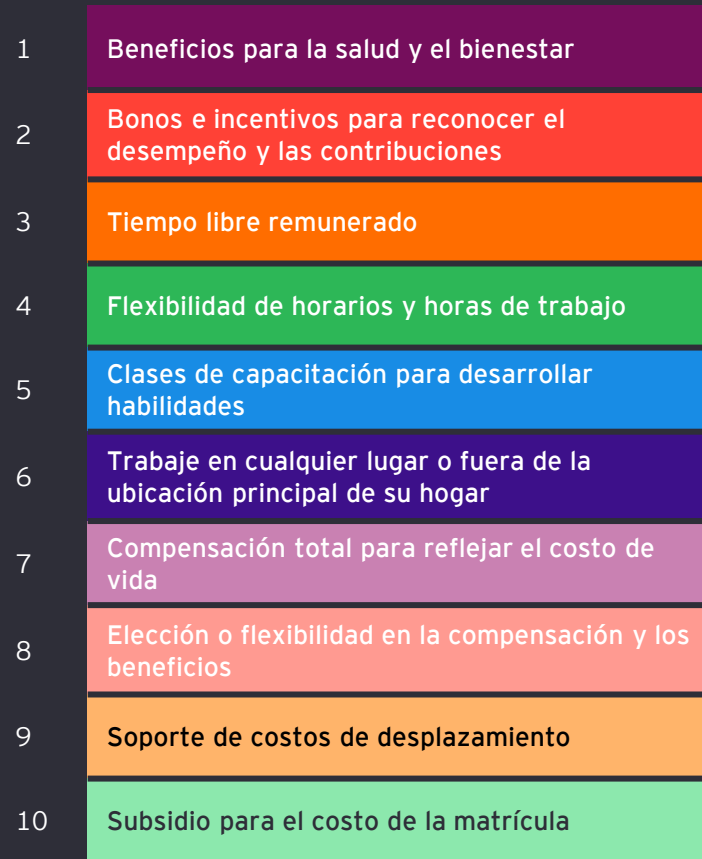 1 Beneficios para la salud y el bienestar
2 Bonos e incentivos para reconocer el
desempeño y las contribuciones
3 Tiempo libre remunerado
4 Flexibilidad de horarios y horas de trabajo
5 Clases de capacitación para desarrollar
habilidades
6 Trabaje en cualquier lugar o fuera de la
ubicación principal de su hogar
7 Compensación total para reflejar el costo de
vida
8 Elección o flexibilidad en la compensación y los
beneficios
9 Soporte de costos de desplazamiento
10 Subsidio para el costo de la matrícula